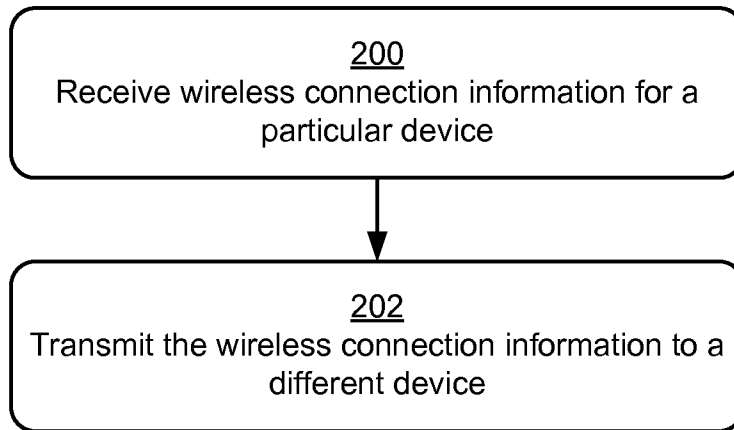 200
Receive wireless connection information for a
particular device
202
Transmit the wireless connection information to a
different device